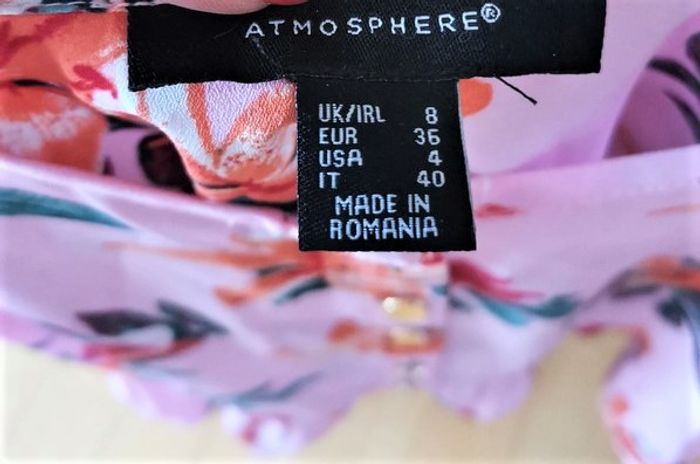 ATMOSPHERE®
UK/IRL 8
EUR 36
USA 4
IT 40
MADE IN
ROMANIA